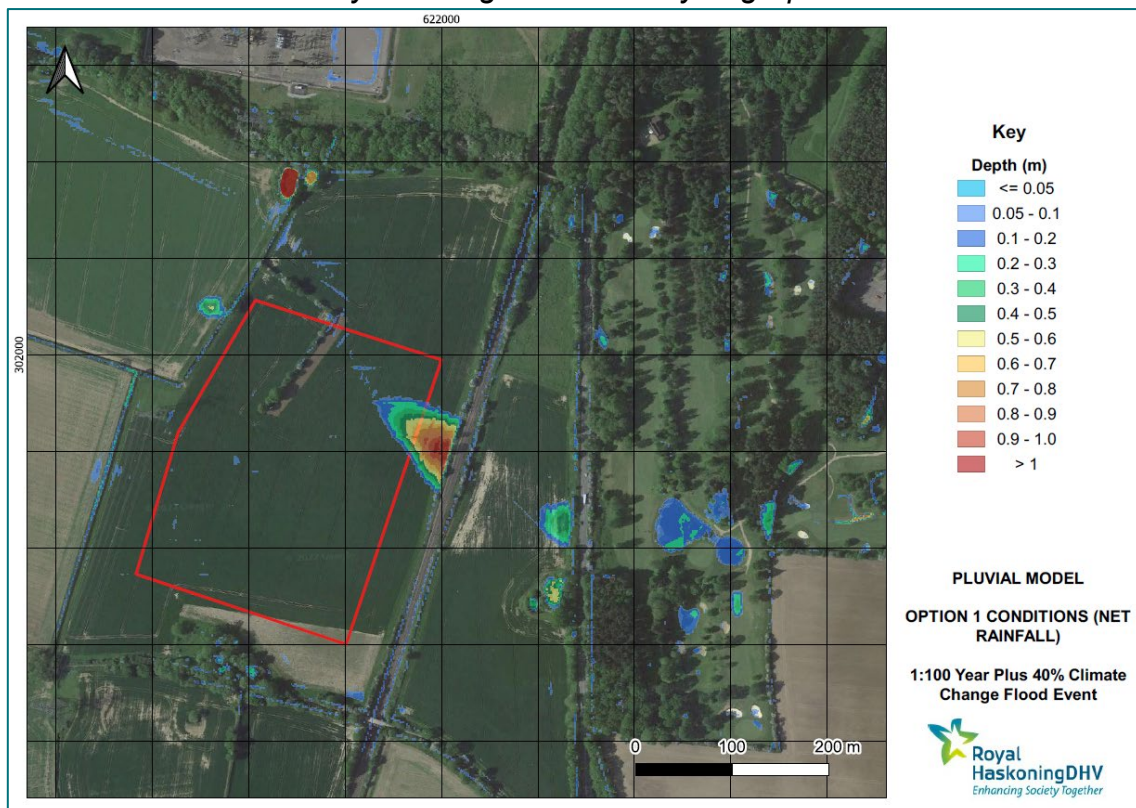 622000
302000
Key
Depth (m)
<= 0.05
0.05 - 0.1
0.1 - 0.2
0.2 - 0.3
0.3 - 0.4
0.4 - 0.5
0.5 - 0.6
0.6 - 0.7
0.7 - 0.8
0.8 - 0.9
0.9 - 1.0
> 1
PLUVIAL MODEL
OPTION 1 CONDITIONS (NET
RAINFALL)
1:100 Year Plus 40% Climate
Change Flood Event
0 100 200 m
Royal
HaskoningDHV
Enhancing Society Together